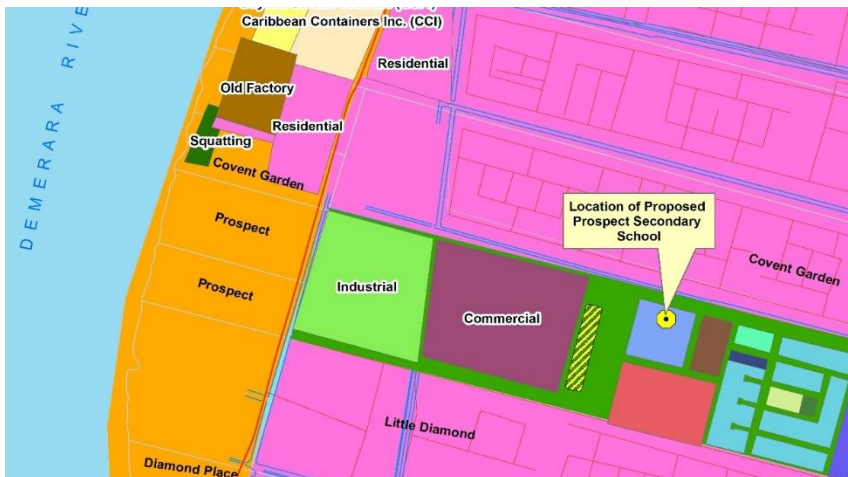 Caribbean Containers Inc. (CCI)
Residential
Old Factory
Residential
Squatting
Covent Garden
Prospect
Prospect
DEMERARA RIVE
Location of Proposed
Prospect Secondary
School
Covent Garden
Industrial
Commercial
Little Diamond
Diamond Place